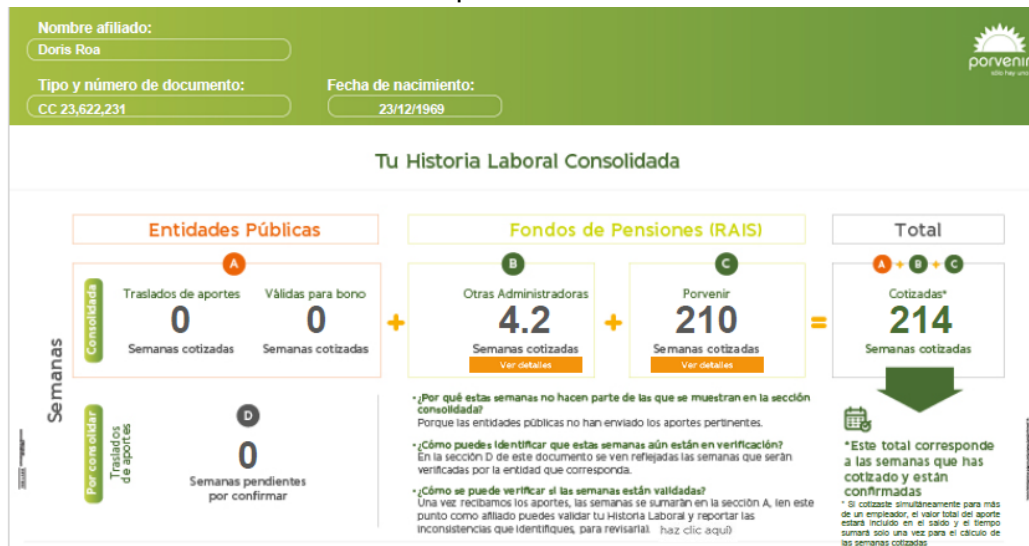 Nombre afiliado:
Doris Roa
porvenir
sólo hay uno
Tipo y número de documento:
Fecha de nacimiento:
CC 23,622,231
23/12/1969
Tu Historia Laboral Consolidada
Entidades Públicas
Fondos de Pensiones (RAIS)
Total
A
B
C
A + B + C
Semanas
Consolidada
Traslados de aportes
0
Semanas cotizadas
Válidas para bono
0
Semanas cotizadas
+
Otras Administradoras
4.2
Semanas cotizadas
Ver detalles
+
Porvenir
210
Semanas cotizadas
Ver detalles
=
Cotizadas*
214
Semanas cotizadas
Por consolidar
Traslados
de aportes
D
0
Semanas pendientes
por confirmar
• ¿Por qué estas semanas no hacen parte de las que se muestran en la sección
consolidada?
Porque las entidades públicas no han enviado los aportes pertinentes.
• ¿Cómo puedes identificar que estas semanas aún están en verificación?
En la sección D de este documento se ven reflejadas las semanas que serán
verificadas por la entidad que corresponda.
• ¿Cómo se puede verificar si las semanas están validadas?
Una vez recibamos los aportes, las semanas se sumarán en la sección A, (en este
punto como afiliado puedes validar tu Historia Laboral y reportar las
inconsistencias que identifiques, para revisarla). haz clic aquí)
*Este total corresponde
a las semanas que has
cotizado y están
confirmadas
* Si cotizaste simultáneamente para más
de un empleador, el valor total del aporte
estará incluido en el saldo y el tiempo
sumará solo una vez para el cálculo de
las semanas cotizadas